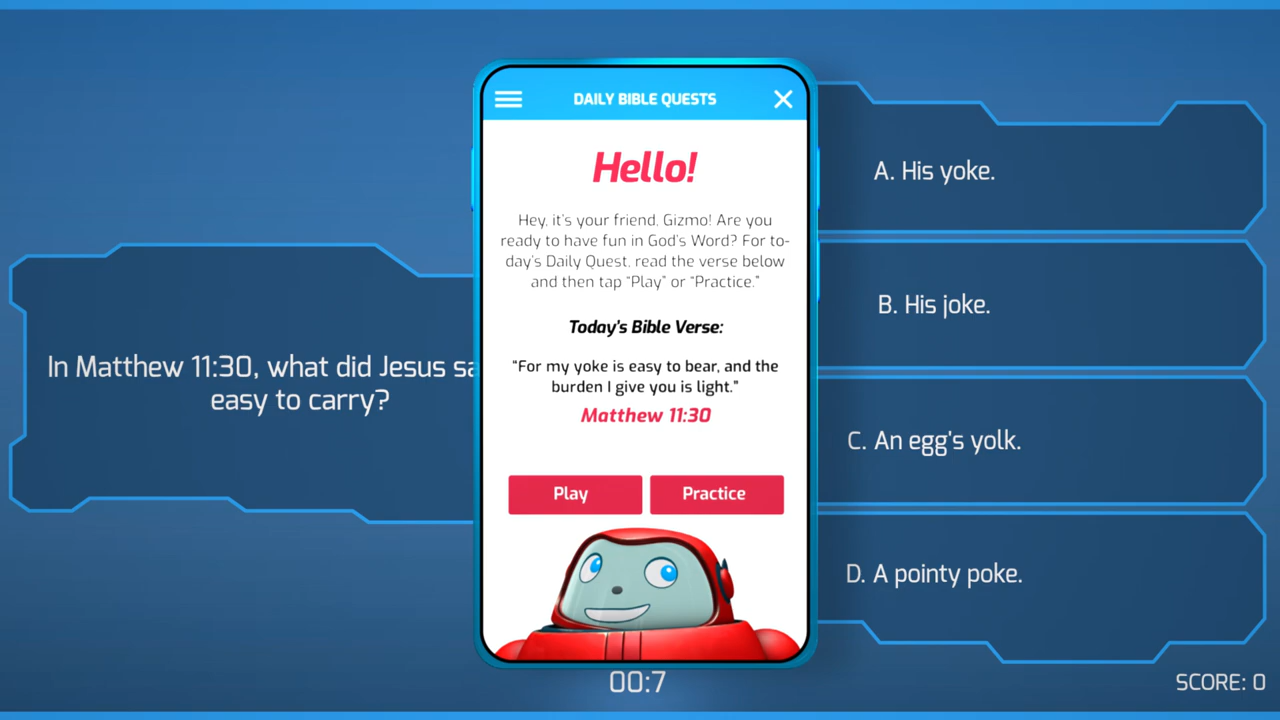 DAILY BIBLE QUESTS
Hello!
Hey, it's your friend, Gizmo! Are you
ready to have fun in God's Word? For to-
day's Daily Quest, read the verse below
and then tap “Play” or “Practice.”
Today's Bible Verse:
“For my yoke is easy to bear, and the
burden I give you is light.”
Matthew 11:30
Play
Practice
In Matthew 11:30, what did Jesus
easy to carry?
A. His yoke.
B. His joke.
C. An egg's yolk.
D. A pointy poke.
00:7
SCORE: 0